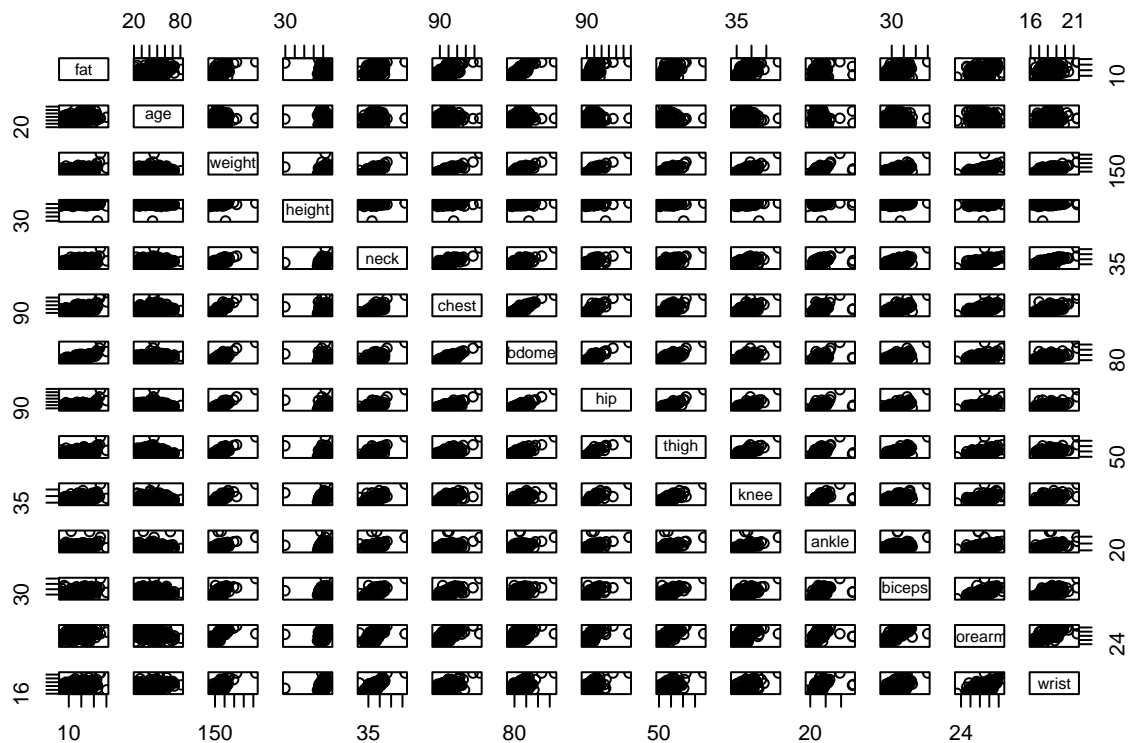 20 80 30 90 90 35 30 16 21
fat 10
20 age
weight 150
30 height
neck 35
90 chest
bdome 80
90 hip
thigh 50
35 knee
ankle 20
30 biceps
orearm 24
16 wrist
10 150 35 80 50 20 24